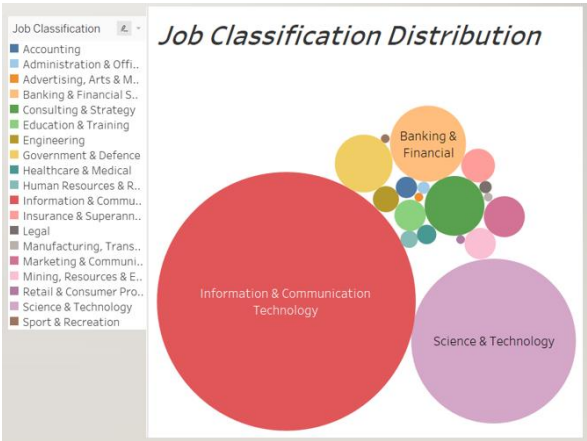 Job Classification
Job Classification Distribution
Accounting
Administration & Offi..
Advertising, Arts & M..
Banking & Financial S..
Consulting & Strategy
Education & Training
Engineering
Government & Defence
Healthcare & Medical
Human Resources & R..
Information & Commu..
Insurance & Superann..
Legal
Manufacturing, Trans..
Marketing & Communi..
Mining, Resources & E..
Retail & Consumer Pro..
Science & Technology
Sport & Recreation
Banking &
Financial
Information & Communication
Technology
Science & Technology